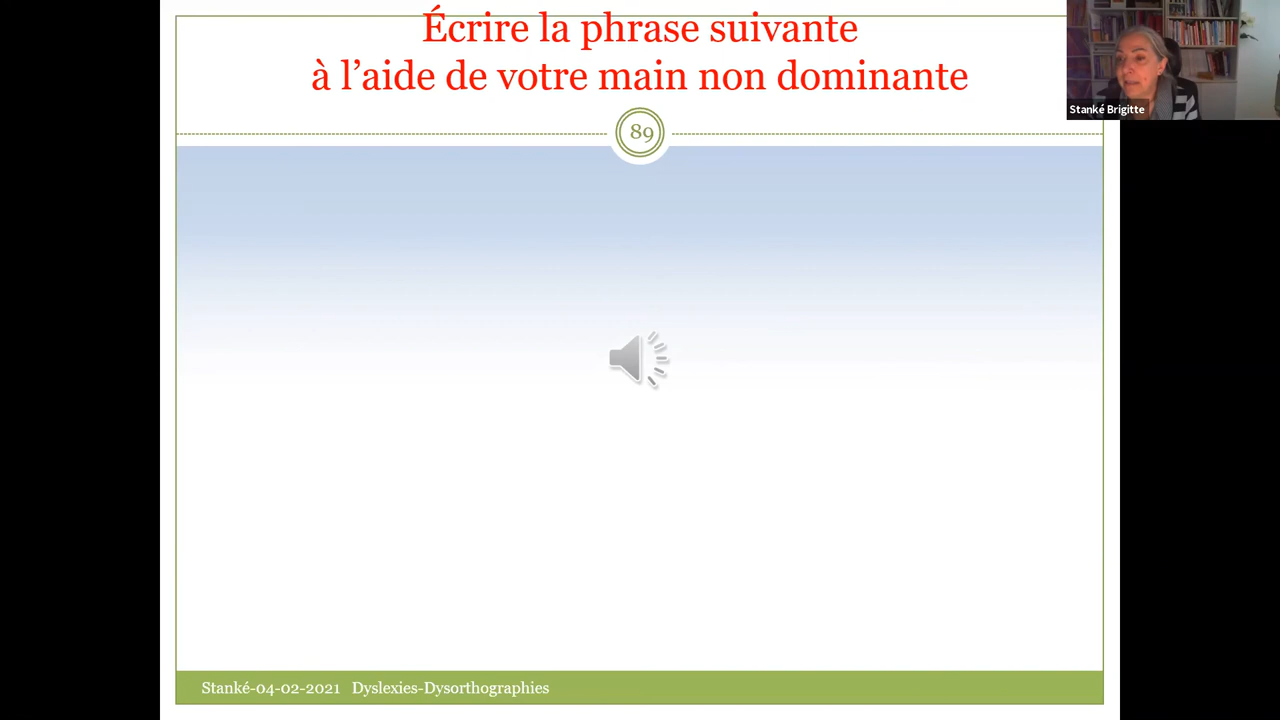 Écrire la phrase suivante
à l’aide de votre main non dominante
Stanké Brigitte
89
Stanké-04-02-2021 Dyslexies-Dysorthographies